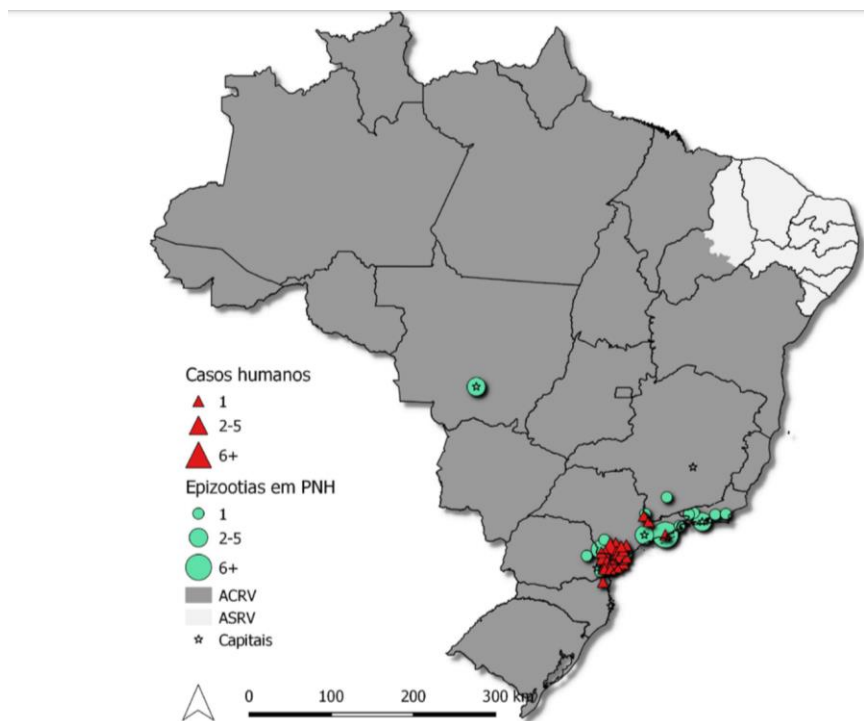 Casos humanos
1
2-5
6+
Epizootias em PNH
1
2-5
6+
ACRV
ASRV
Capitais
0 100 200 300 km